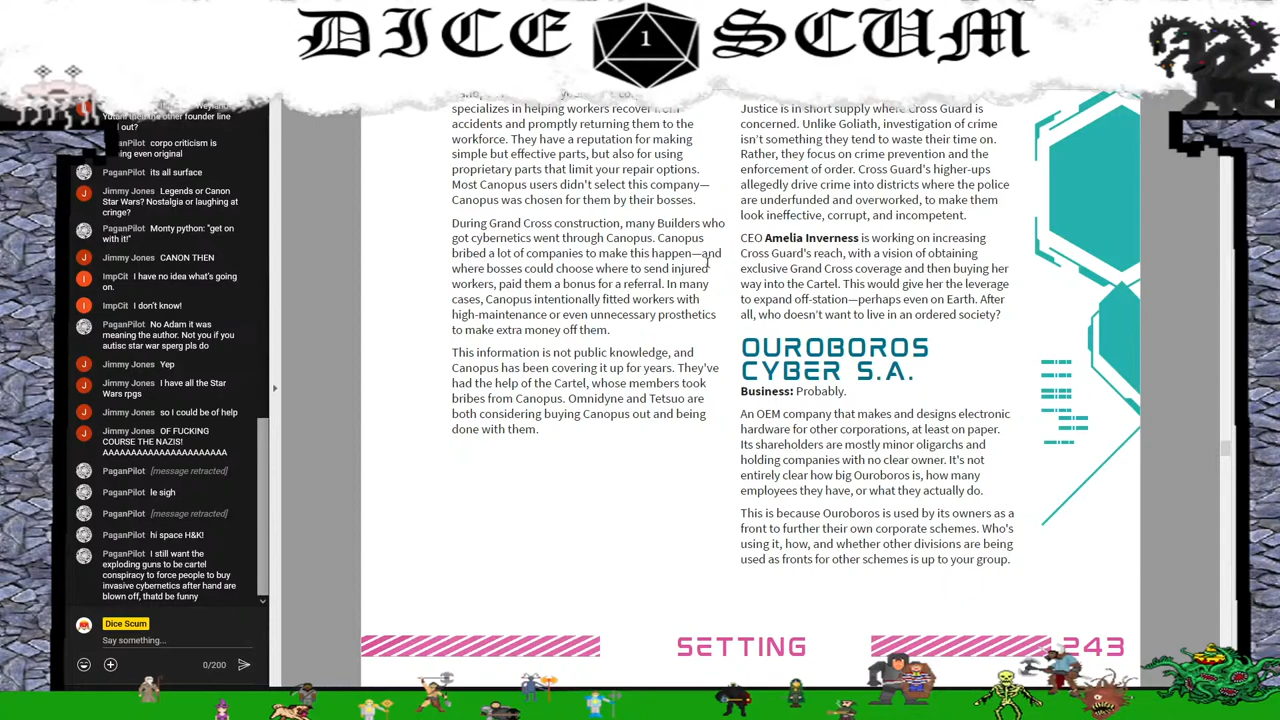 DICE SCUM
1
Yutani then the other founder line
out?
PaganPilot corpo criticism is
original
PaganPilot its all surface
Jimmy Jones Legends or Canon
Star Wars? Nostalgia or laughing at
cringe?
PaganPilot Monty python: "get on
with it!"
Jimmy Jones CANON THEN
ImpCit I have no idea what's going
on.
ImpCit I don't know!
PaganPilot No Adam it was
meaning the author. Not you if you
autisc star war sperg pls do
Jimmy Jones Yep
Jimmy Jones I have all the Star
Wars rpgs
Jimmy Jones so I could be of help
Jimmy Jones OF FUCKING
COURSE THE NAZIS!
AAAAAAAAAAAAAAAAAAAAAAA
PaganPilot [message retracted]
PaganPilot le sigh
PaganPilot [message retracted]
PaganPilot hi space H&K!
PaganPilot I still want the
exploding guns to be cartel
conspiracy to force people to buy
invasive cybernetics after hand are
blown off, thatd be funny
Dice Scum
Say something...
0/200
specializes in helping workers recover from
accidents and promptly returning them to the
workforce. They have a reputation for making
simple but effective parts, but also for using
proprietary parts that limit your repair options.
Most Canopus users didn't select this company—
Canopus was chosen for them by their bosses.
During Grand Cross construction, many Builders who
got cybernetics went through Canopus. Canopus
bribed a lot of companies to make this happen—and
where bosses could choose where to send injured
workers, paid them a bonus for a referral. In many
cases, Canopus intentionally fitted workers with
high-maintenance or even unnecessary prosthetics
to make extra money off them.
This information is not public knowledge, and
Canopus has been covering it up for years. They've
had the help of the Cartel, whose members took
bribes from Canopus. Omnidyne and Tetsuo are
both considering buying Canopus out and being
done with them.
Justice is in short supply where Cross Guard is
concerned. Unlike Goliath, investigation of crime
isn't something they tend to waste their time on.
Rather, they focus on crime prevention and the
enforcement of order. Cross Guard's higher-ups
allegedly drive crime into districts where the police
are underfunded and overworked, to make them
look ineffective, corrupt, and incompetent.
CEO Amelia Inverness is working on increasing
Cross Guard's reach, with a vision of obtaining
exclusive Grand Cross coverage and then buying her
way into the Cartel. This would give her the leverage
to expand off-station—perhaps even on Earth. After
all, who doesn't want to live in an ordered society?
OUROBOROS
CYBER S.A.
Business: Probably.
An OEM company that makes and designs electronic
hardware for other corporations, at least on paper.
Its shareholders are mostly minor oligarchs and
holding companies with no clear owner. It's not
entirely clear how big Ouroboros is, how many
employees they have, or what they actually do.
This is because Ouroboros is used by its owners as a
front to further their own corporate schemes. Who's
using it, how, and whether other divisions are being
used as fronts for other schemes is up to your group.
SETTING
243